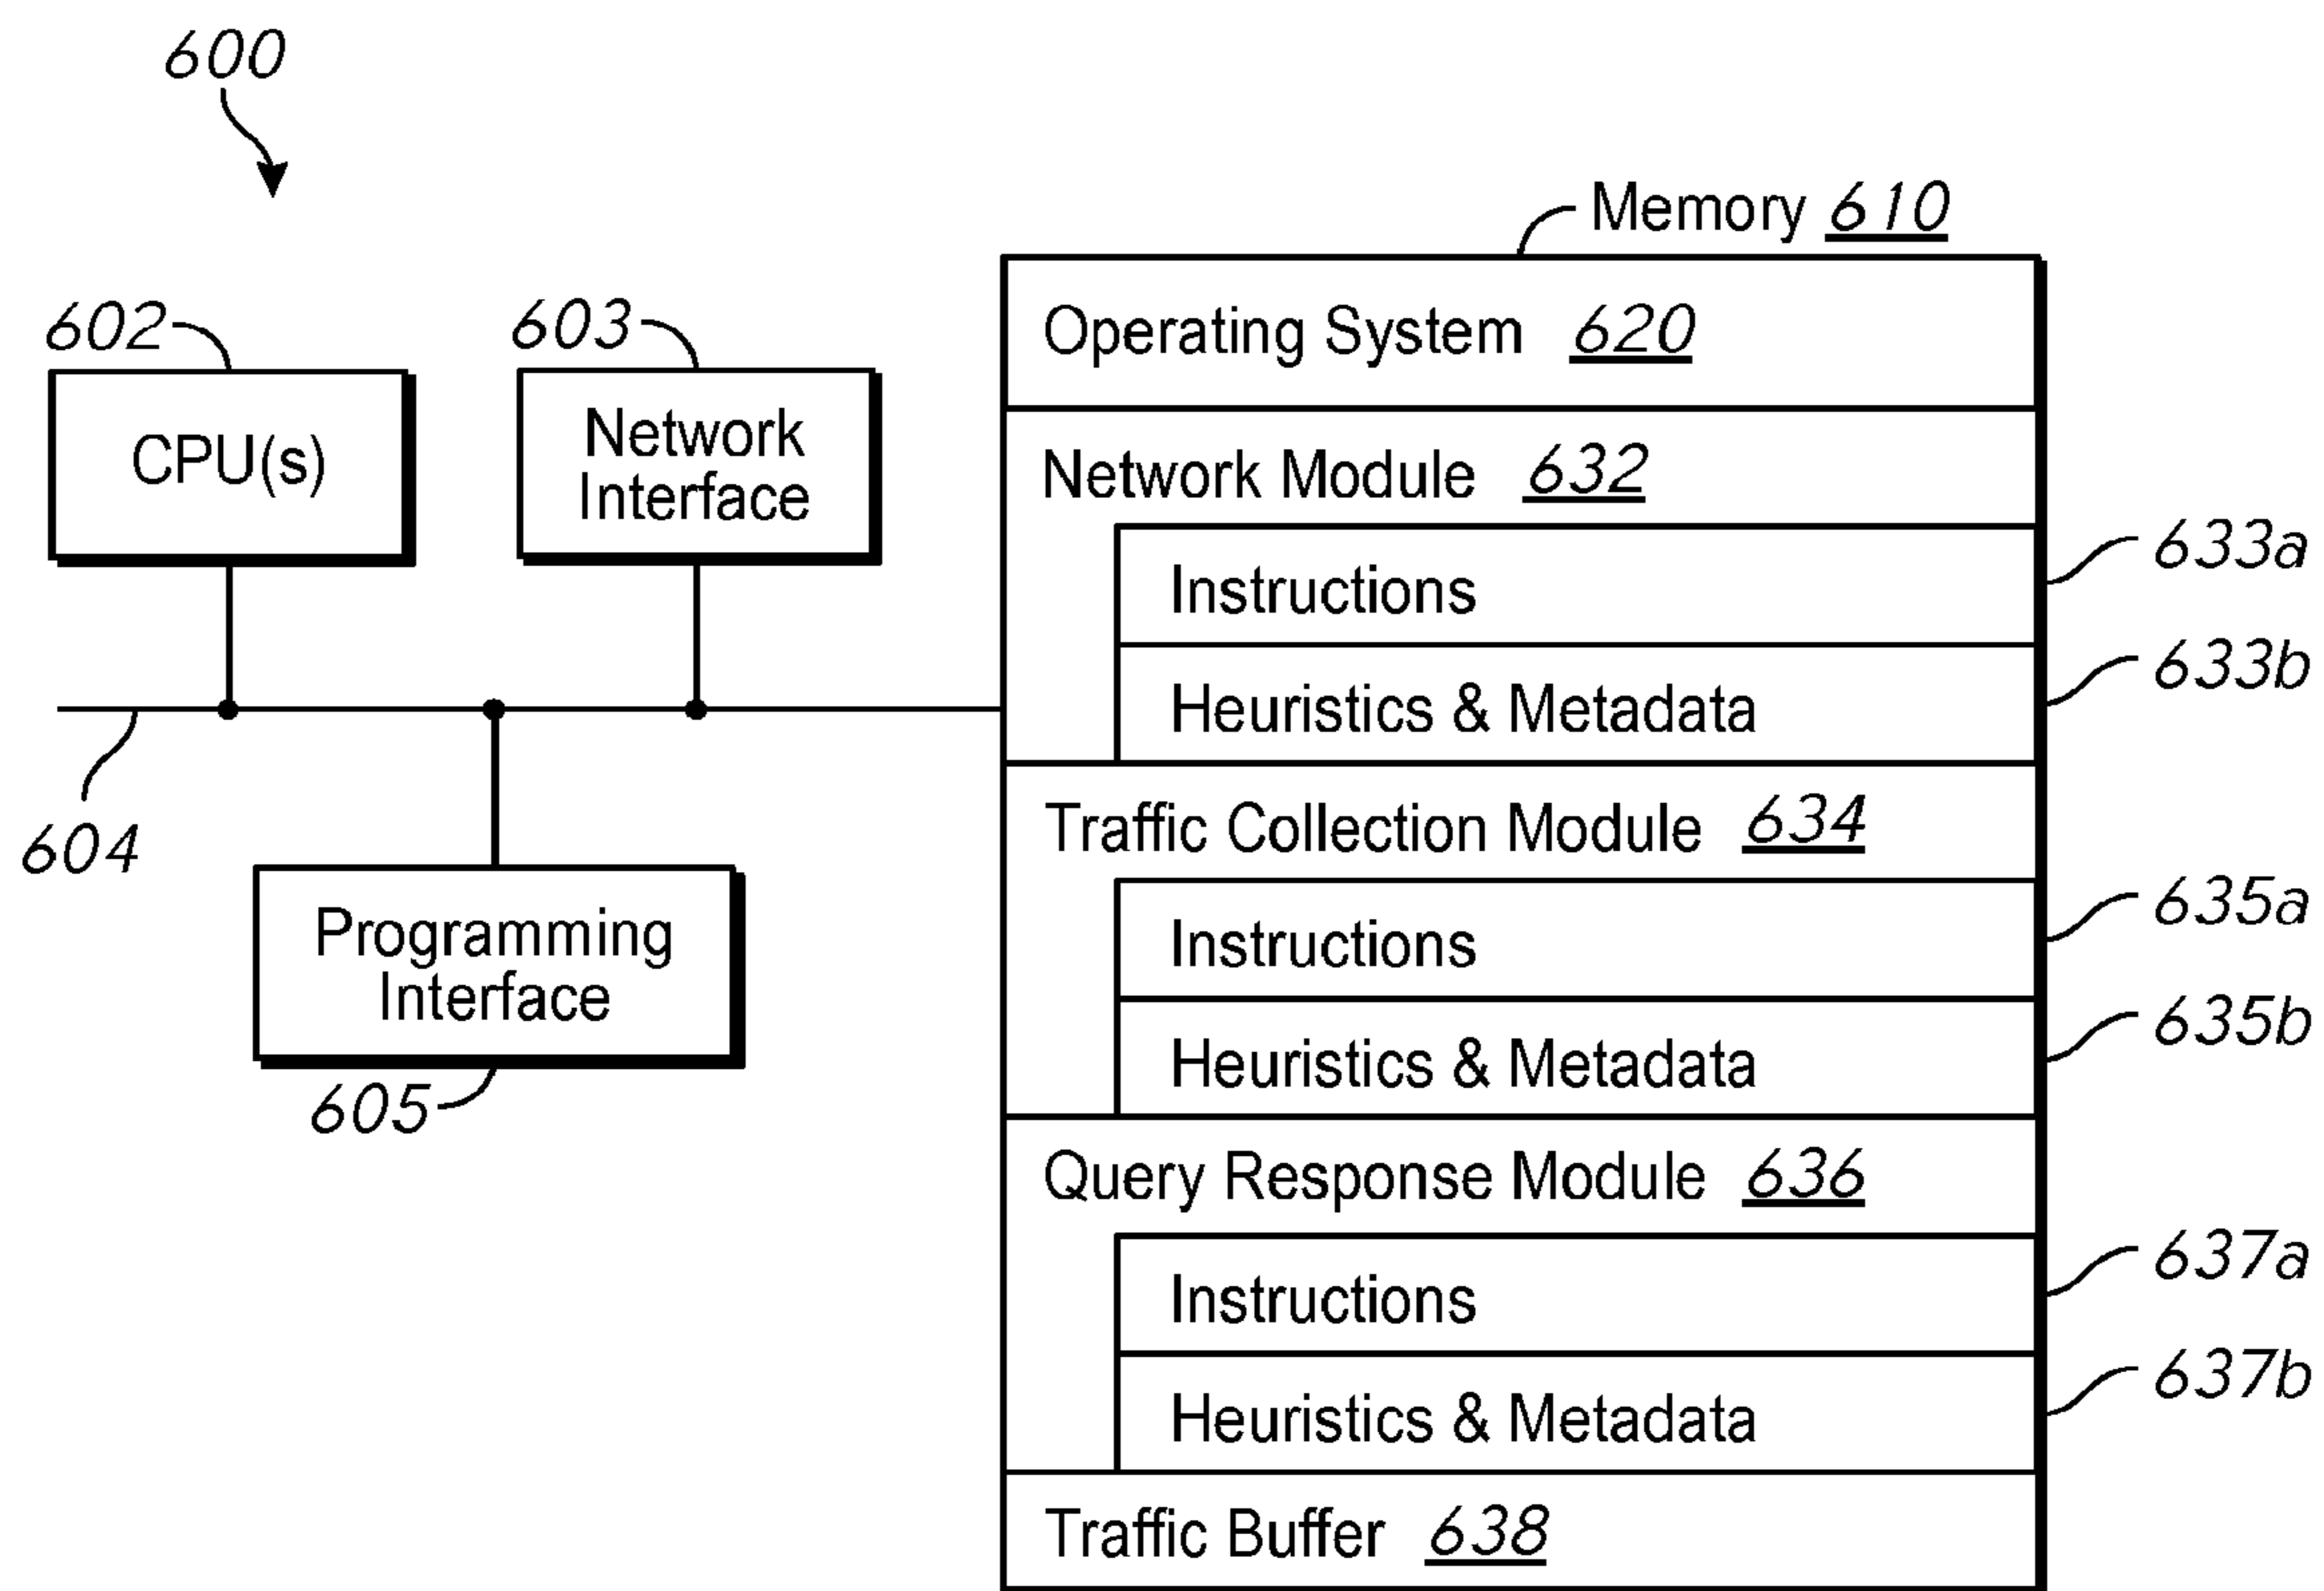 600
Memory 610
602
603
Operating System 620
CPU(s)
Network
Interface
Network Module 632
633a
Instructions
633b
Heuristics & Metadata
604
Traffic Collection Module 634
Programming
Interface
605
635a
Instructions
635b
Heuristics & Metadata
Query Response Module 636
637a
Instructions
637b
Heuristics & Metadata
Traffic Buffer 638